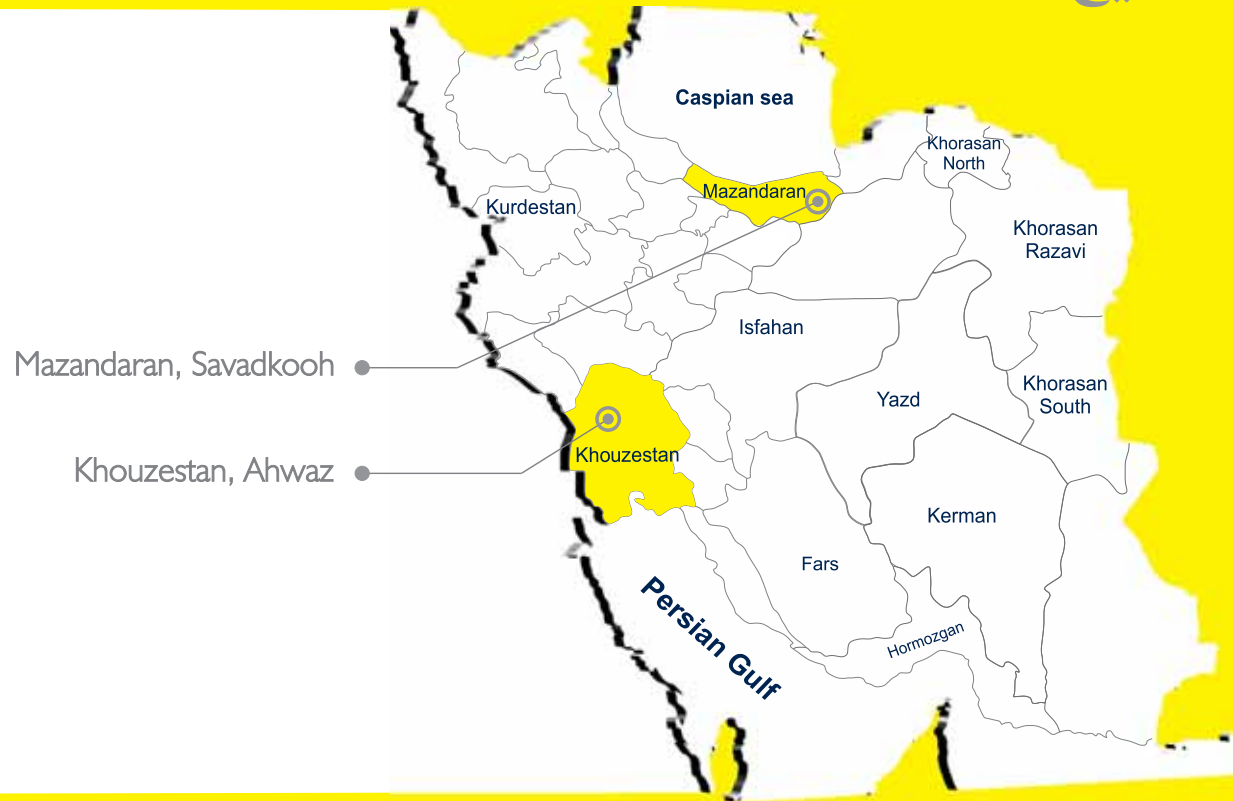 Caspian sea
Khorasan
North
Mazandaran
Kurdestan
Khorasan
Razavi
Isfahan
Mazandaran, Savadkooh
Khorasan
South
Yazd
Khouzestan
Khouzestan, Ahwaz
Kerman
Fars
Persian Gulf
Hormozgan